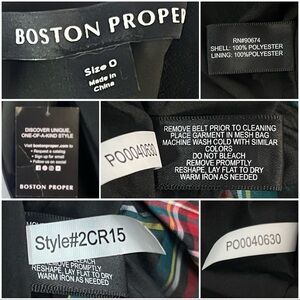 BOSTON PROPE
Size 0
Made in
China
RN#90674
SHELL: 100% POLYESTER
LINING: 100% POLYESTER
DISCOVER UNIQUE,
ONE-OF-A-KIND STYLE
Visit bostonproper.com to
• Request a catalog
• Sign up for email
• Follow us on social
BOSTON PROPER
PO0040630
REMOVE BELT PRIOR TO CLEANING
PLACE GARMENT IN MESH BAG
MACHINE WASH COLD WITH SIMILAR
COLORS
DO NOT BLEACH
REMOVE PROMPTLY
RESHAPE, LAY FLAT TO DRY
WARM IRON AS NEEDED
Style#2CR15
BLEACH
REMOVE PROMPTLY
RESHAPE, LAY FLAT TO DRY
WARM IRON AS NEEDED
PO0040630